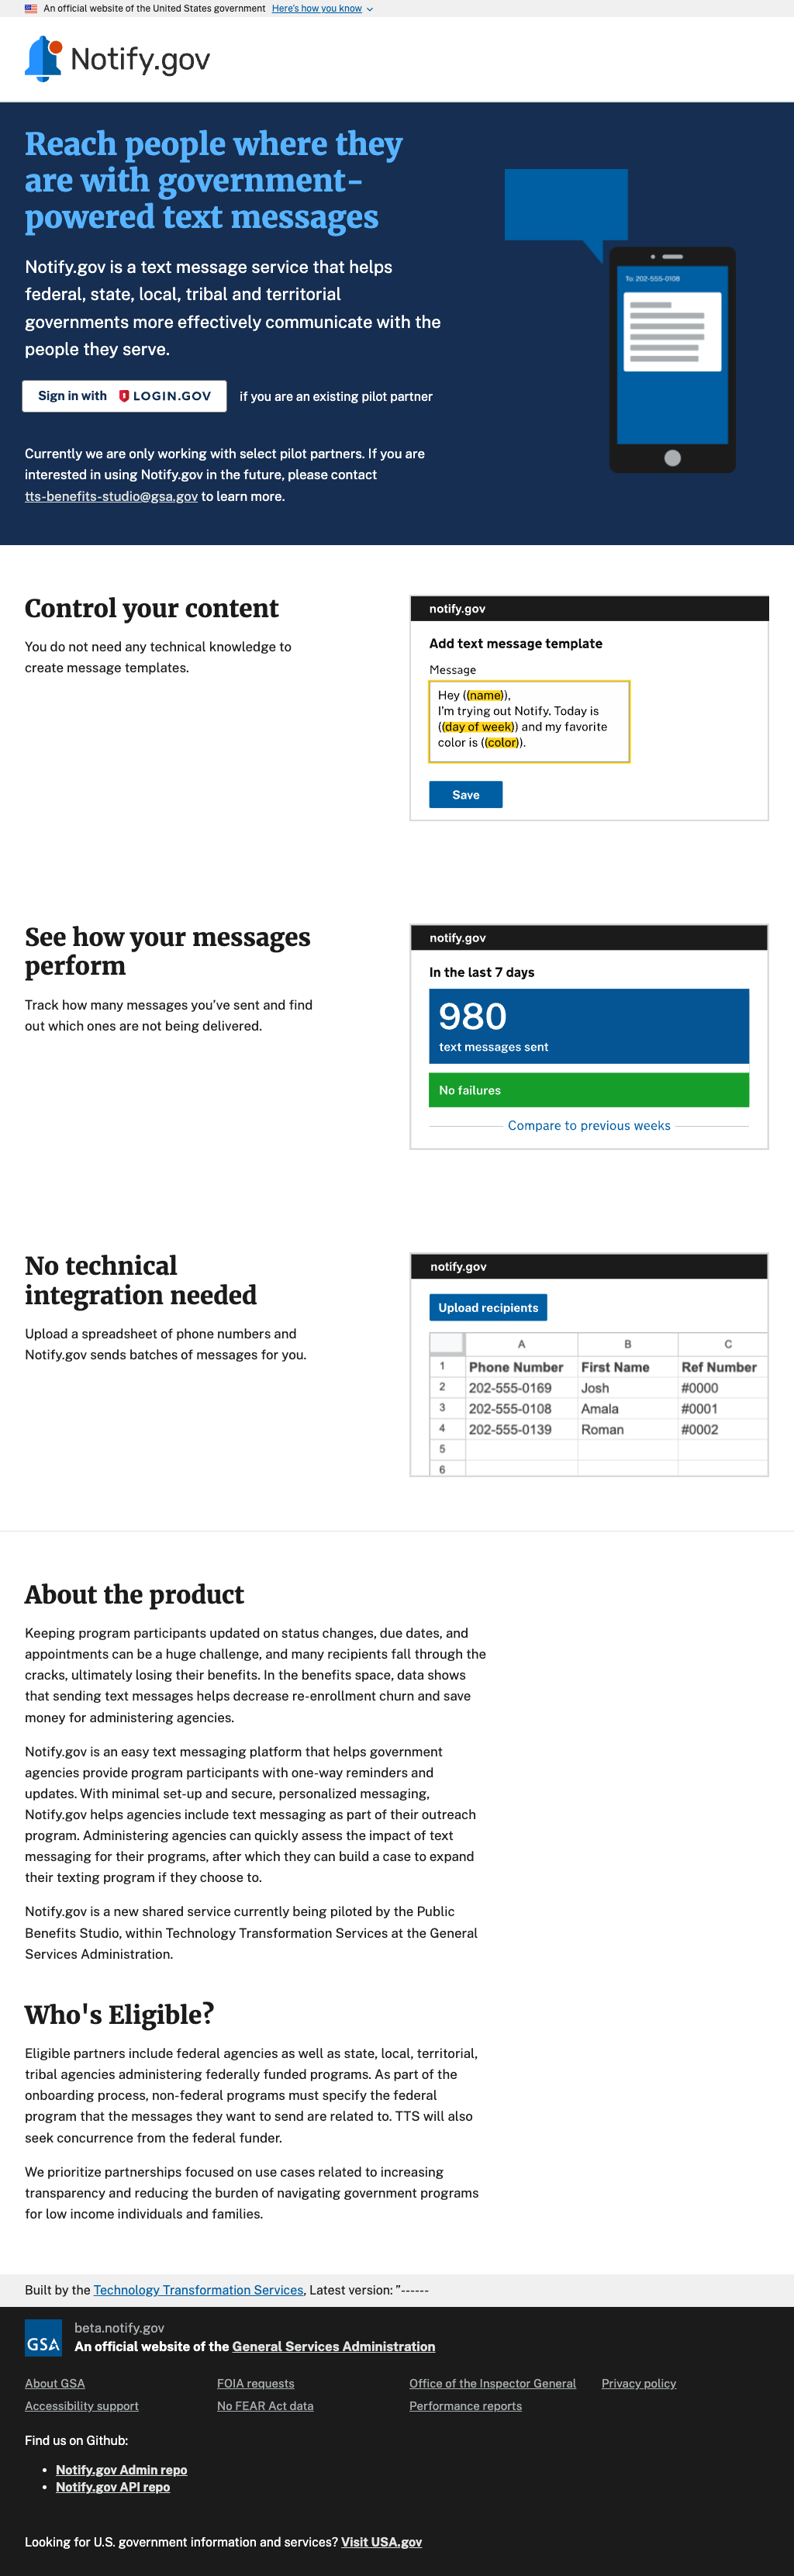 An official website of the United States government Here's how you know
Notify.gov
Reach people where they
are with government-
powered text messages
Notify.gov is a text message service that helps
federal, state, local, tribal and territorial
governments more effectively communicate with the
people they serve.
Sign in with LOGIN.GOV if you are an existing pilot partner
Currently we are only working with select pilot partners. If you are
interested in using Notify.gov in the future, please contact
tts-benefits-studio@gsa.gov to learn more.
To: 202-555-0108
Control your content
You do not need any technical knowledge to
create message templates.
notify.gov
Add text message template
Message
Hey ((name)),
I'm trying out Notify. Today is
((day of week)) and my favorite
color is ((color)).
Save
See how your messages
perform
Track how many messages you've sent and find
out which ones are not being delivered.
notify.gov
In the last 7 days
980
text messages sent
No failures
Compare to previous weeks
No technical
integration needed
Upload a spreadsheet of phone numbers and
Notify.gov sends batches of messages for you.
notify.gov
Upload recipients
A B C
1 Phone Number First Name Ref Number
2 202-555-0169 Josh #0000
3 202-555-0108 Amala #0001
4 202-555-0139 Roman #0002
5
6
About the product
Keeping program participants updated on status changes, due dates, and
appointments can be a huge challenge, and many recipients fall through the
cracks, ultimately losing their benefits. In the benefits space, data shows
that sending text messages helps decrease re-enrollment churn and save
money for administering agencies.
Notify.gov is an easy text messaging platform that helps government
agencies provide program participants with one-way reminders and
updates. With minimal set-up and secure, personalized messaging,
Notify.gov helps agencies include text messaging as part of their outreach
program. Administering agencies can quickly assess the impact of text
messaging for their programs, after which they can build a case to expand
their texting program if they choose to.
Notify.gov is a new shared service currently being piloted by the Public
Benefits Studio, within Technology Transformation Services at the General
Services Administration.
Who's Eligible?
Eligible partners include federal agencies as well as state, local, territorial,
tribal agencies administering federally funded programs. As part of the
onboarding process, non-federal programs must specify the federal
program that the messages they want to send are related to. TTS will also
seek concurrence from the federal funder.
We prioritize partnerships focused on use cases related to increasing
transparency and reducing the burden of navigating government programs
for low income individuals and families.
Built by the Technology Transformation Services, Latest version: "------
GSA
beta.notify.gov
An official website of the General Services Administration
About GSA FOIA requests Office of the Inspector General Privacy policy
Accessibility support No FEAR Act data Performance reports
Find us on Github:
• Notify.gov Admin repo
• Notify.gov API repo
Looking for U.S. government information and services? Visit USA.gov